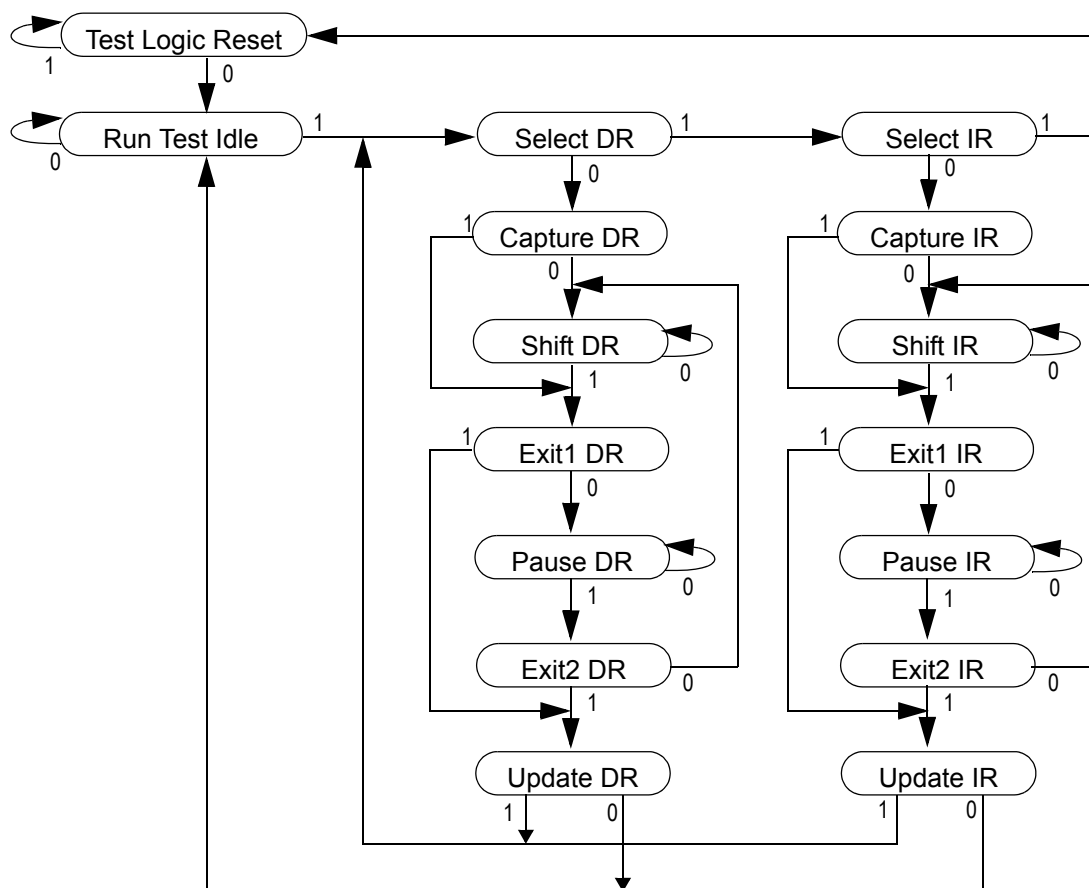 Test Logic Reset
1
0
Run Test Idle
1
Select DR
1
Select IR
1
0
0
0
1
Capture DR
1
Capture IR
0
0
Shift DR
Shift IR
0
0
1
1
1
Exit1 DR
1
Exit1 IR
0
0
Pause DR
Pause IR
0
0
1
1
Exit2 DR
Exit2 IR
0
0
1
1
Update DR
Update IR
1
0
1
0